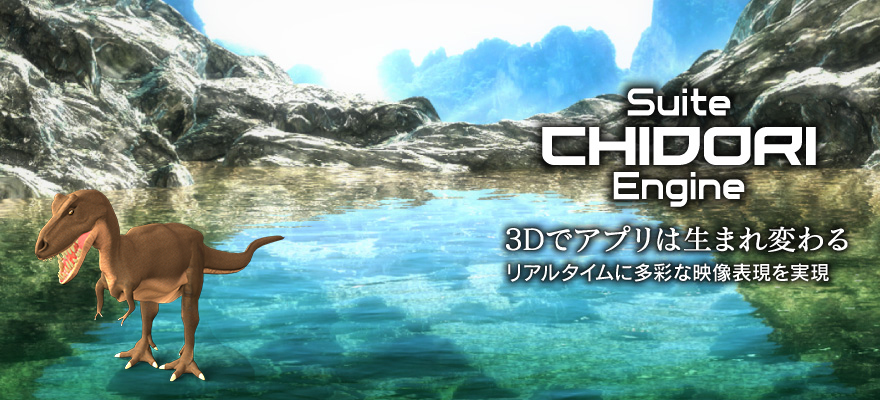 Suite
CHIDORI
Engine
3Dでアプリは生まれ変わる
リアルタイムに多彩な映像表現を実現